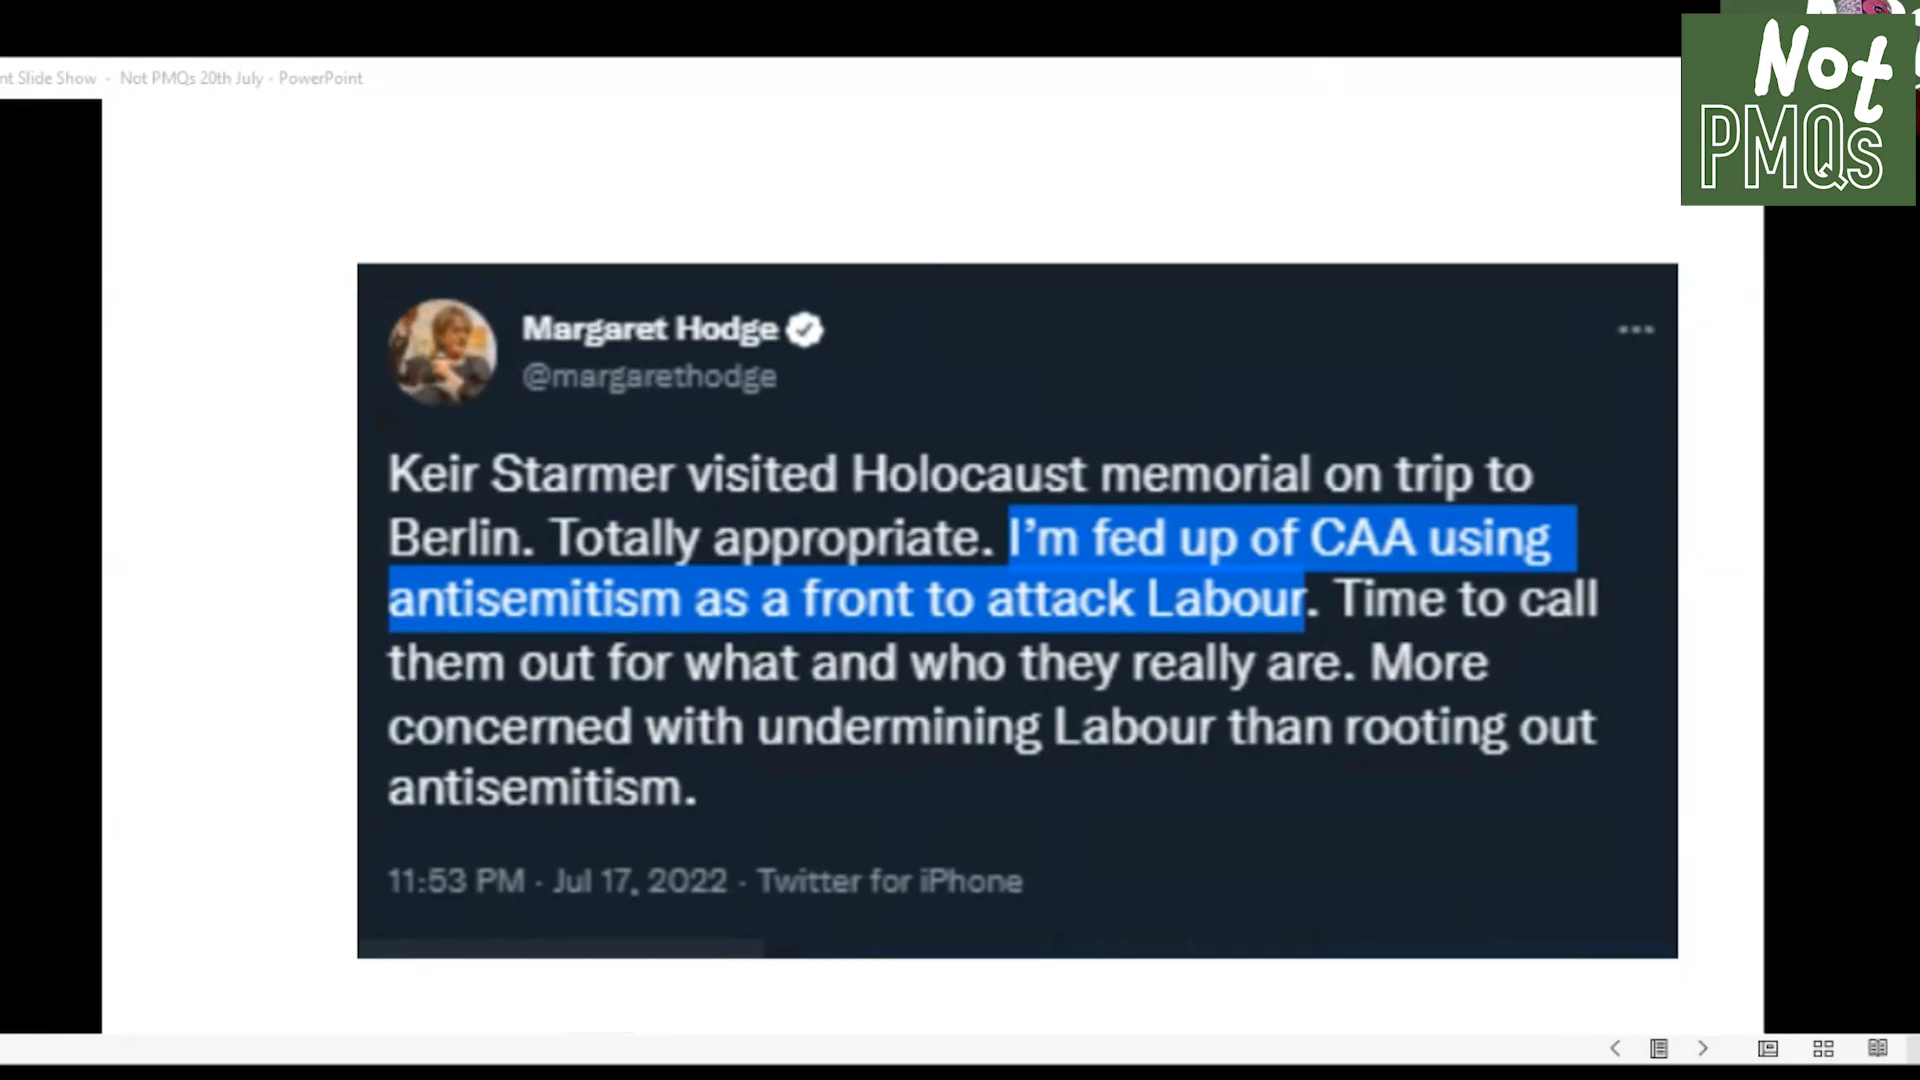 nt Slide Show - Not PMQs 20th July - PowerPoint
Not
PMQs
Margaret Hodge
@margarethodge
Keir Starmer visited Holocaust memorial on trip to
Berlin. Totally appropriate. I'm fed up of CAA using
antisemitism as a front to attack Labour. Time to call
them out for what and who they really are. More
concerned with undermining Labour than rooting out
antisemitism.
11:53 PM · Jul 17, 2022 · Twitter for iPhone